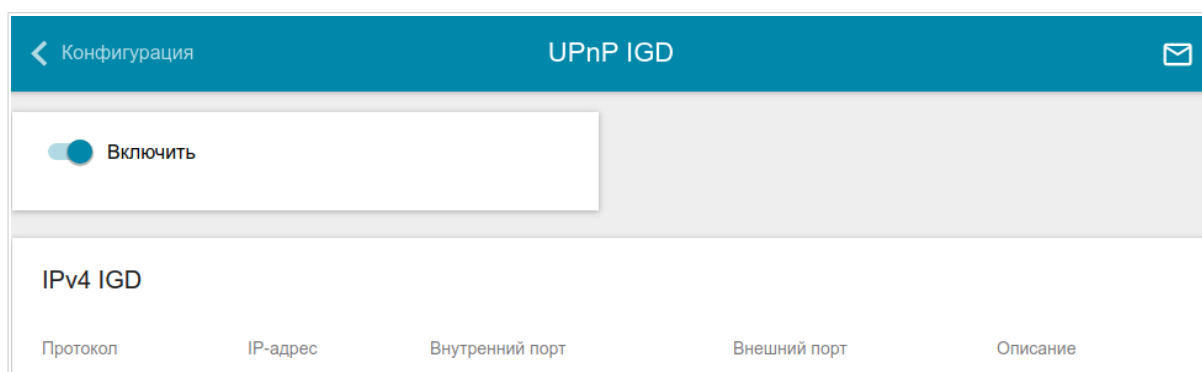 Конфигурация UPnP IGD
Включить
IPv4 IGD
Протокол IP-адрес Внутренний порт Внешний порт Описание